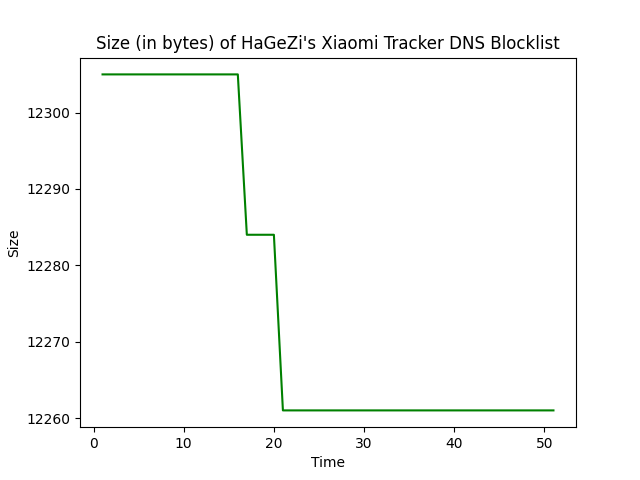 Size (in bytes) of HaGeZi's Xiaomi Tracker DNS Blocklist
12300
12290
12280
12270
12260
Size
0 10 20 30 40 50
Time